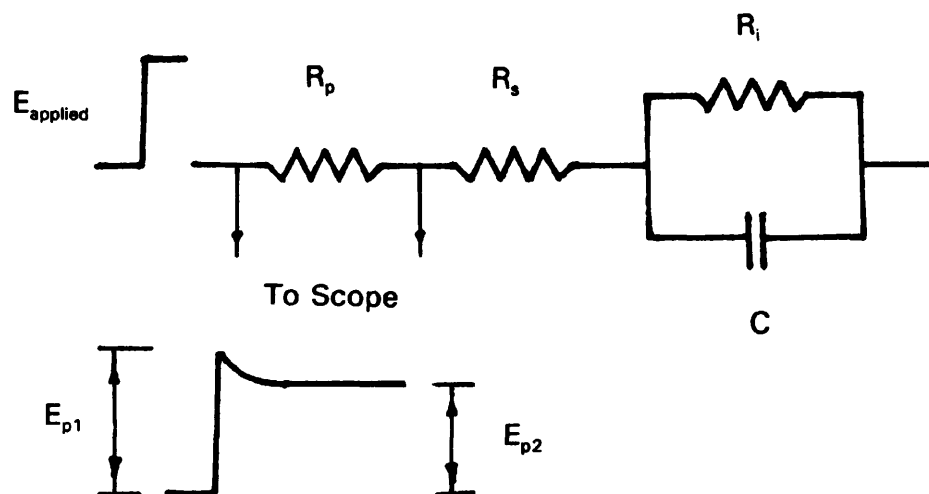 R_i
R_p
R_s
E_applied
To Scope
C
E_p1
E_p2